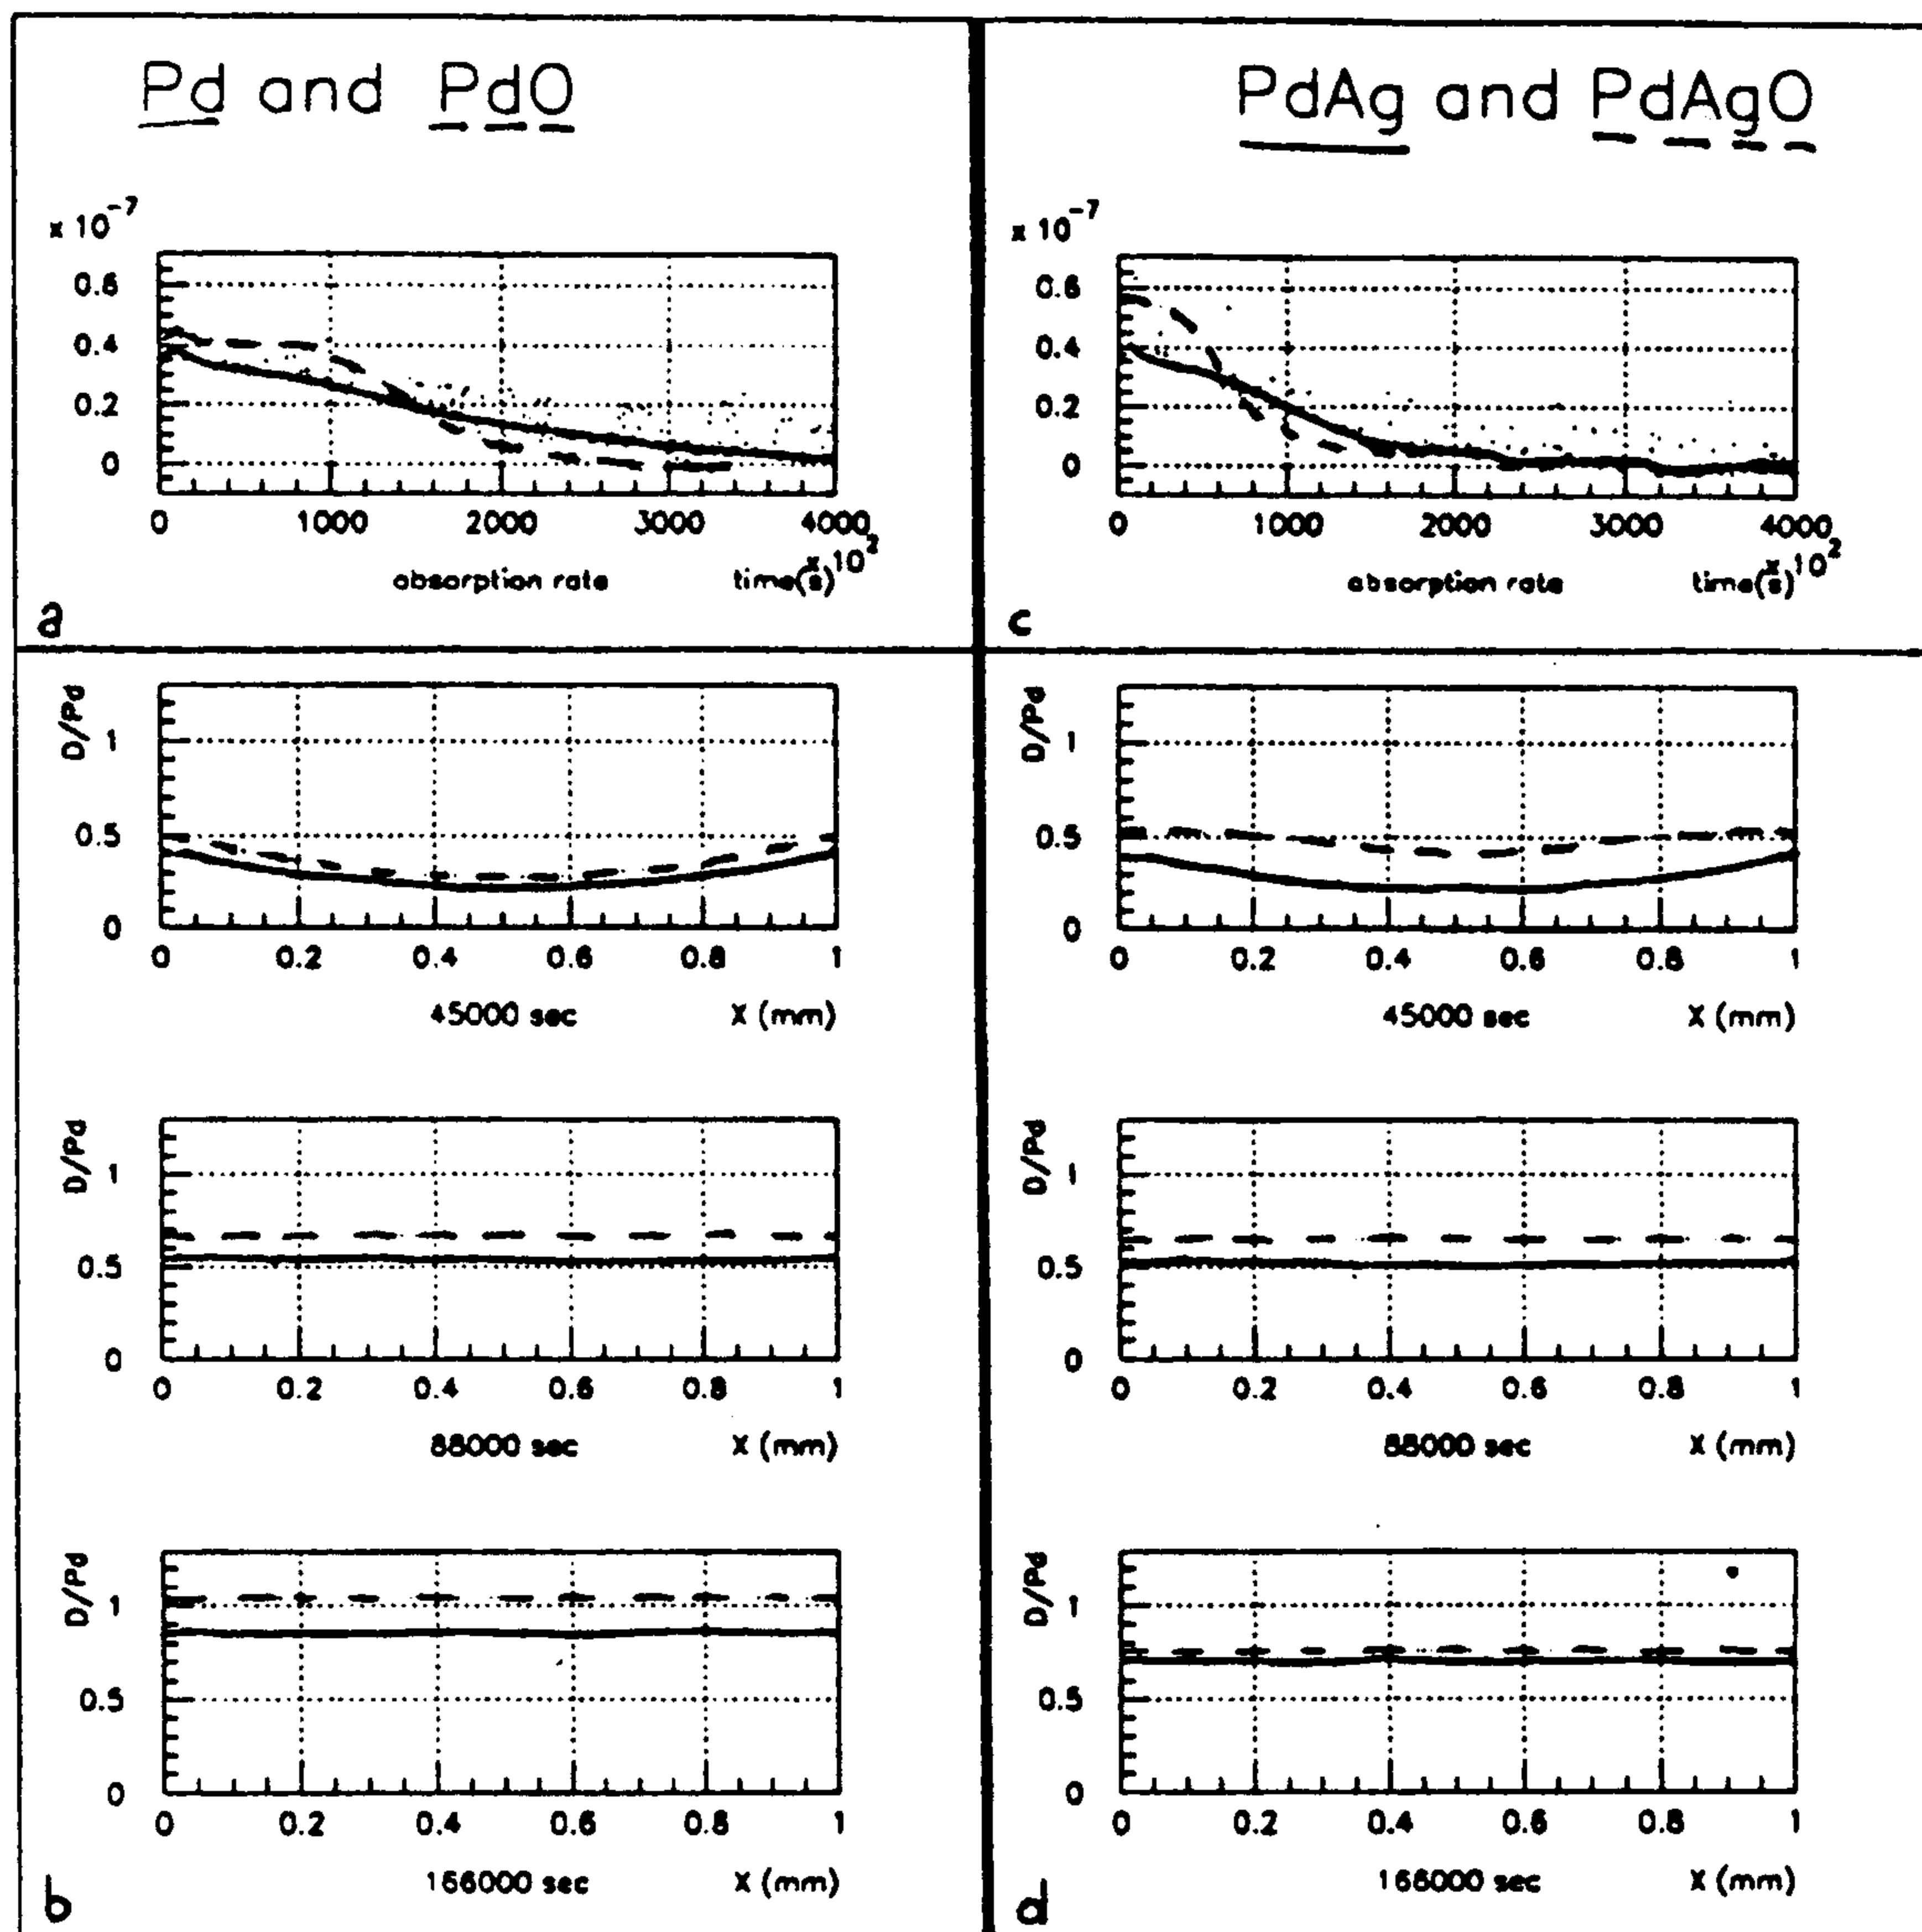 Pd and PdO
x 10^-7
0.6
0.4
0.2
0
0 1000 2000 3000 4000
x 10^2
absorption rate time(s)
a
D/Pd
1
0.5
0
0 0.2 0.4 0.6 0.8 1
45000 sec X (mm)
D/Pd
1
0.5
0
0 0.2 0.4 0.6 0.8 1
88000 sec X (mm)
D/Pd
1
0.5
0
0 0.2 0.4 0.6 0.8 1
166000 sec X (mm)
b
PdAg and PdAgO
x 10^-7
0.6
0.4
0.2
0
0 1000 2000 3000 4000
x 10^2
absorption rate time(s)
c
D/Pd
1
0.5
0
0 0.2 0.4 0.6 0.8 1
45000 sec X (mm)
D/Pd
1
0.5
0
0 0.2 0.4 0.6 0.8 1
88000 sec X (mm)
D/Pd
1
0.5
0
0 0.2 0.4 0.6 0.8 1
166000 sec X (mm)
d